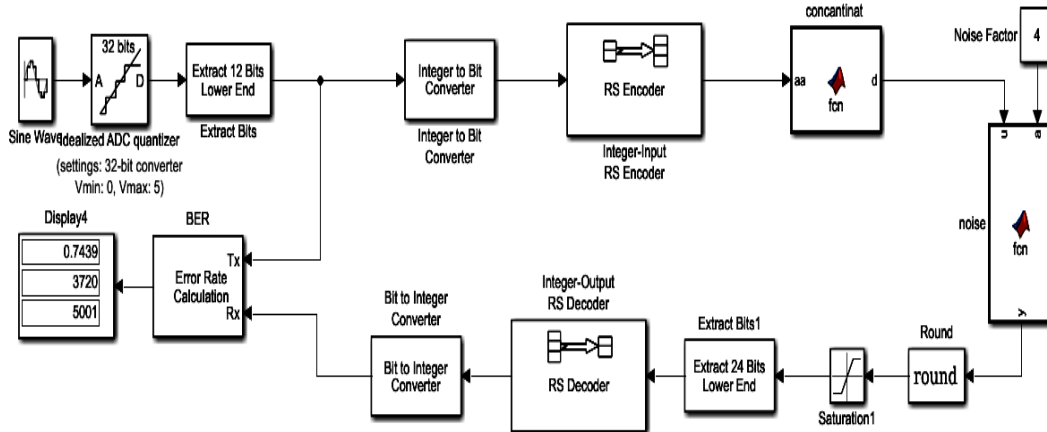 concantinat
Noise Factor
4
32 bits
A
D
Extract 12 Bits
Lower End
Integer to Bit
Converter
RS Encoder
aa
fcn
d
Sine Wave
Idealized ADC quantizer
(settings: 32-bit converter
Vmin: 0, Vmax: 5)
Extract Bits
Integer to Bit
Converter
Integer-Input
RS Encoder
u
a
noise
fcn
y
Display4
0.7439
3720
5001
BER
Error Rate
Calculation
Tx
Rx
Bit to Integer
Converter
Bit to Integer
Converter
Integer-Output
RS Decoder
RS Decoder
Extract Bits1
Extract 24 Bits
Lower End
Saturation1
Round
round